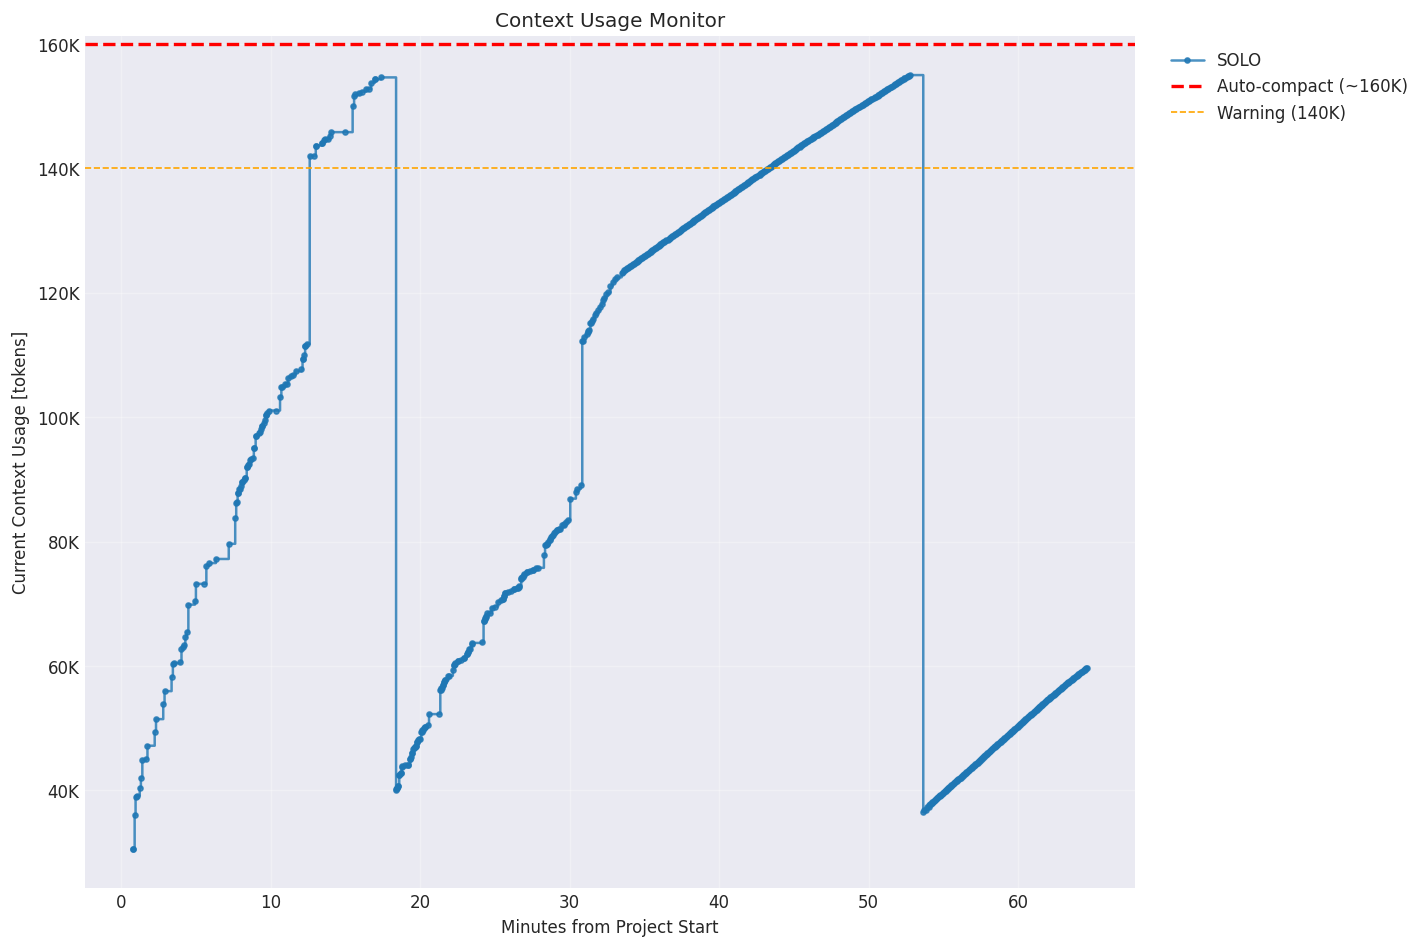 Context Usage Monitor
SOLO
Auto-compact (~160K)
Warning (140K)
Current Context Usage [tokens]
160K
140K
120K
100K
80K
60K
40K
0 10 20 30 40 50 60
Minutes from Project Start